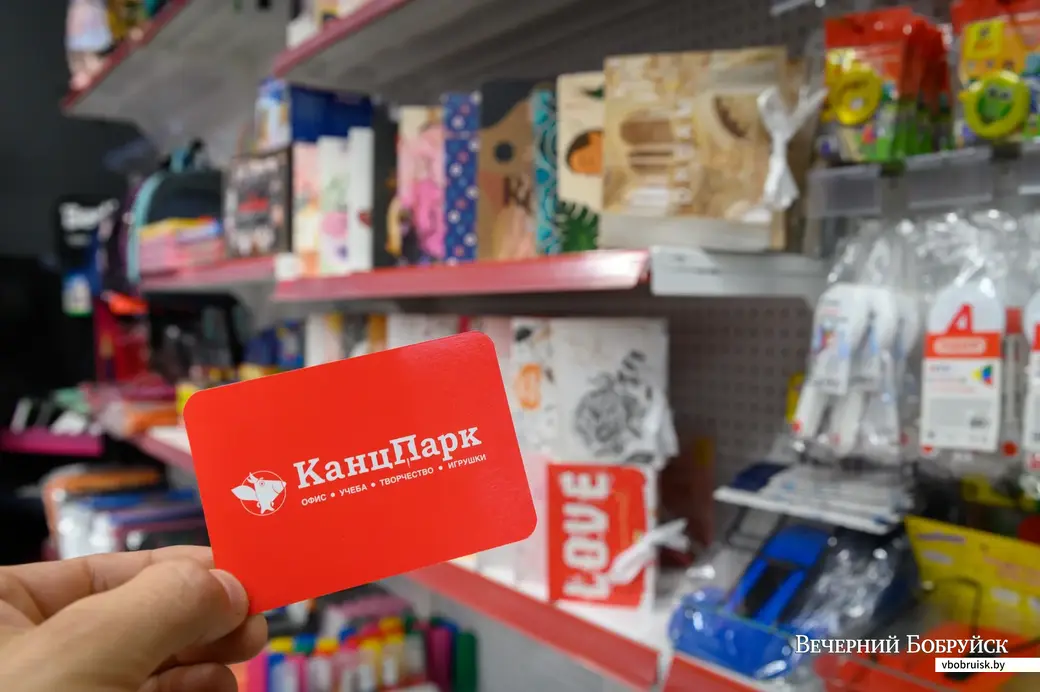 КанцПарк
ОФИС • УЧЕБА • ТВОРЧЕСТВО • ИГРУШКИ
LOVE
ВЕЧЕРНИЙ БОБРУЙСК
vbobruisk.by